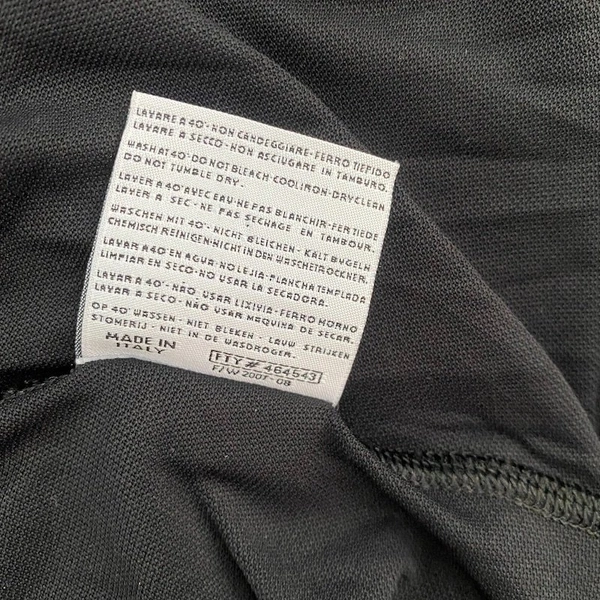 LAVARE A 40°-NON CANDEGGIARE-FERRO TIEPIDO
LAVARE A SECCO-NON ASCIUGARE IN TAMBURO.
WASH AT 40°-DO NOT BLEACH-COOL IRON-DRYCLEAN
DO NOT TUMBLE DRY.
LAVER A 40° AVEC EAU-NE PAS BLANCHIR-FER TIEDE
LAVER A SEC-NE PAS SECHAGE EN TAMBOUR.
WASCHEN MIT 40°-NICHT BLEICHEN-KALT BUGELN
CHEMISCH REINIGEN-NICHT IN DEN WASCHETROCKNER.
LAVAR A 40° EN AGUA-NO LEJIA-PLANCHA TEMPLADA
LIMPIAR EN SECO-NO USAR LA SECADORA.
LAVAR A 40°-NÃO USAR LIXIVIA-FERRO MORNO
LAVAR A SECO-NÃO USAR MAQUINA DE SECAR.
OP 40° WASSEN-NIET BLEKEN-LAUW STRIJKEN
STOMERIJ-NIET IN DE WASDROGER.
MADE IN
ITALY
FTY # 464543
F/W 2007-08